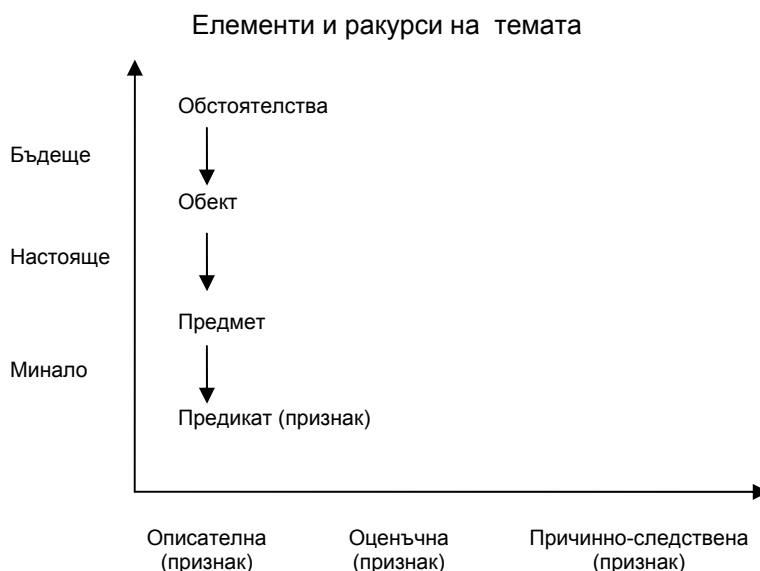 Елементи и ракурси на темата
Обстоятелства
Бъдеще
Обект
Настояще
Предмет
Минало
Предикат (признак)
Описателна
(признак)
Оценъчна
(признак)
Причинно-следствена
(признак)